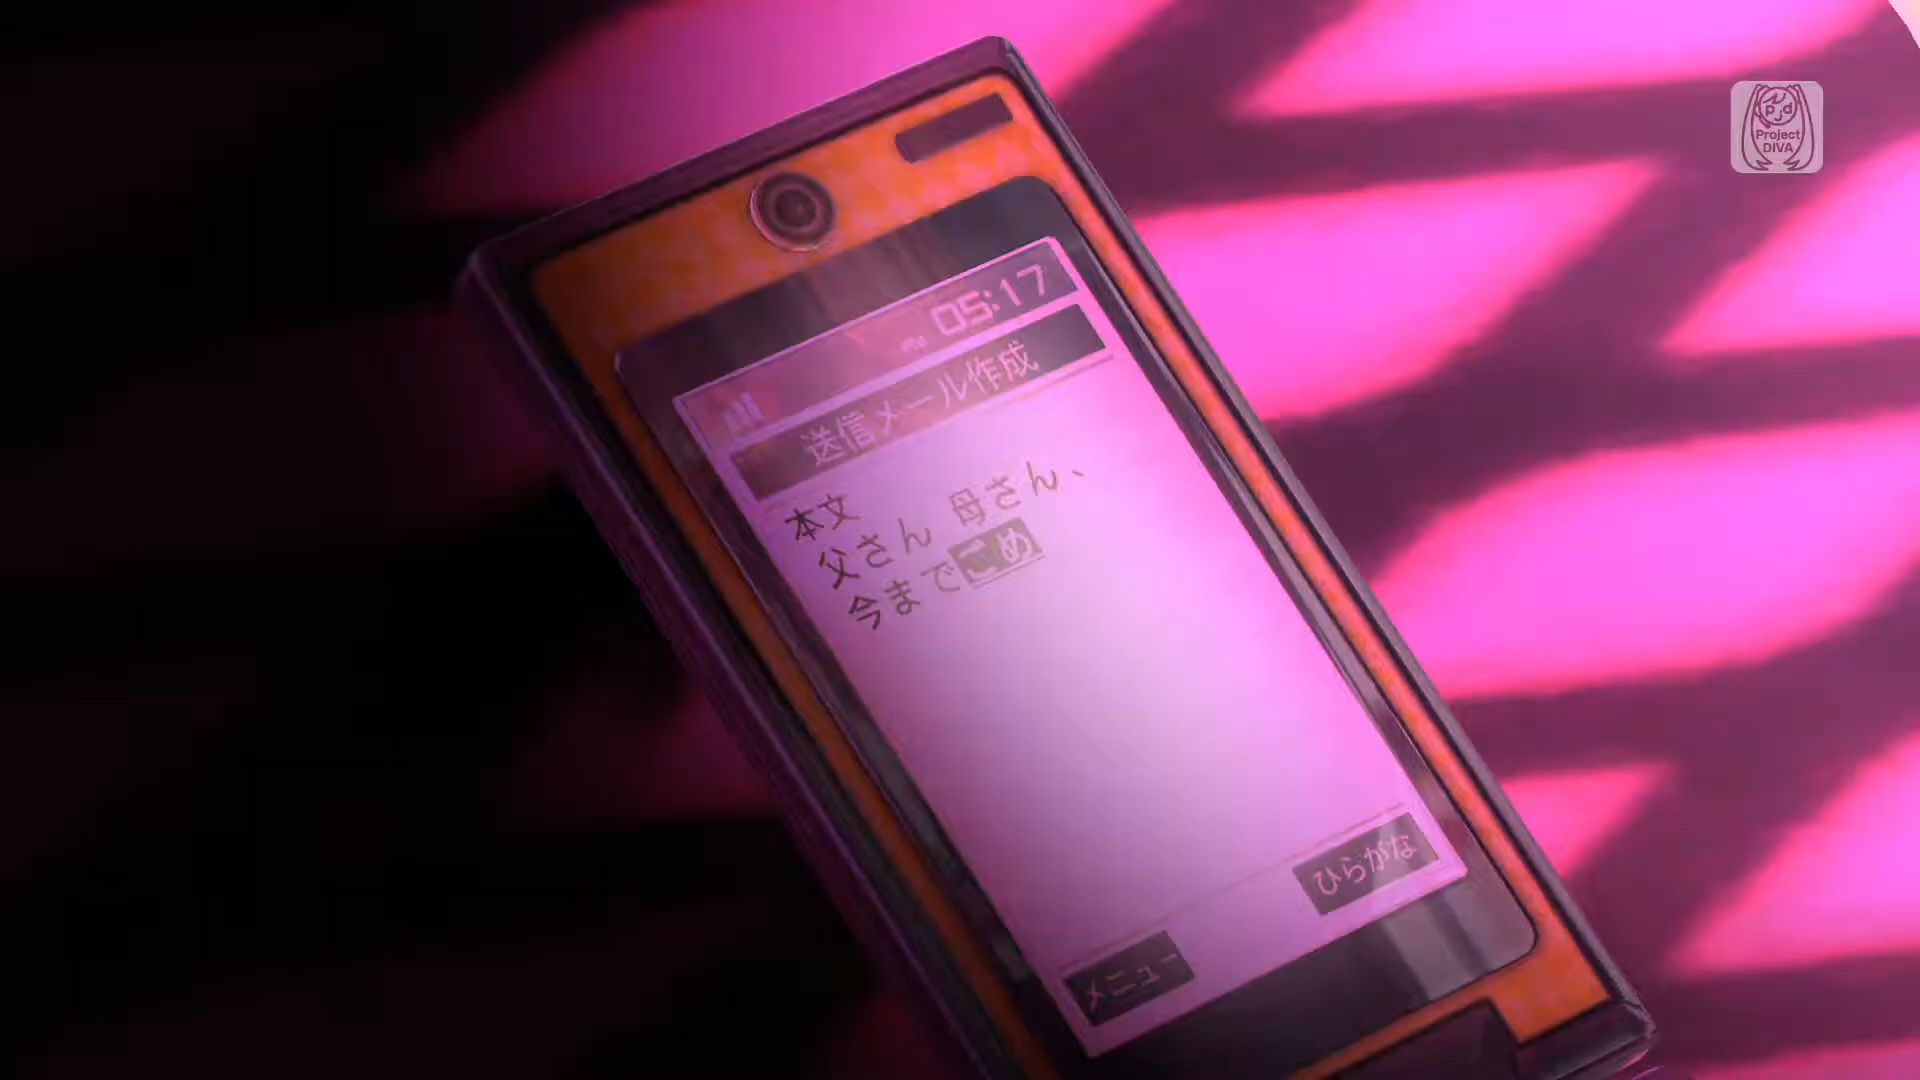 05:17
送信メール作成
本文
父さん 母さん、
今までごめ
ひらがな
メニュー
Pjd
Project
DIVA